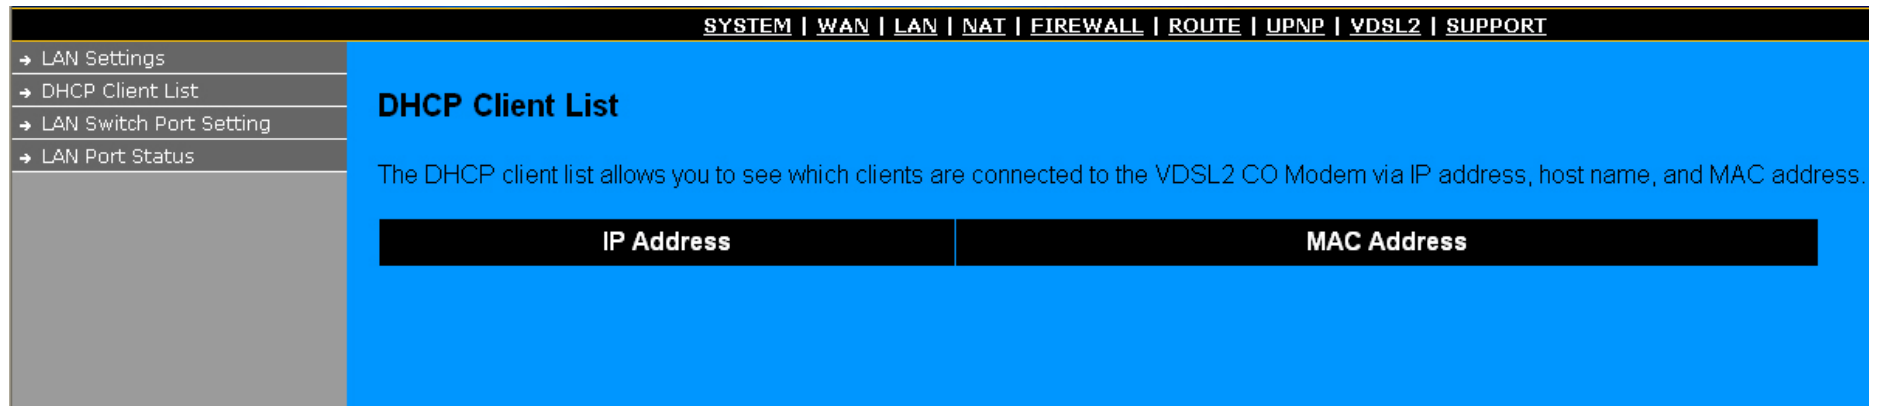 SYSTEM | WAN | LAN | NAT | FIREWALL | ROUTE | UPNP | VDSL2 | SUPPORT
→ LAN Settings
→ DHCP Client List
→ LAN Switch Port Setting
→ LAN Port Status
DHCP Client List
The DHCP client list allows you to see which clients are connected to the VDSL2 CO Modem via IP address, host name, and MAC address.
IP Address MAC Address